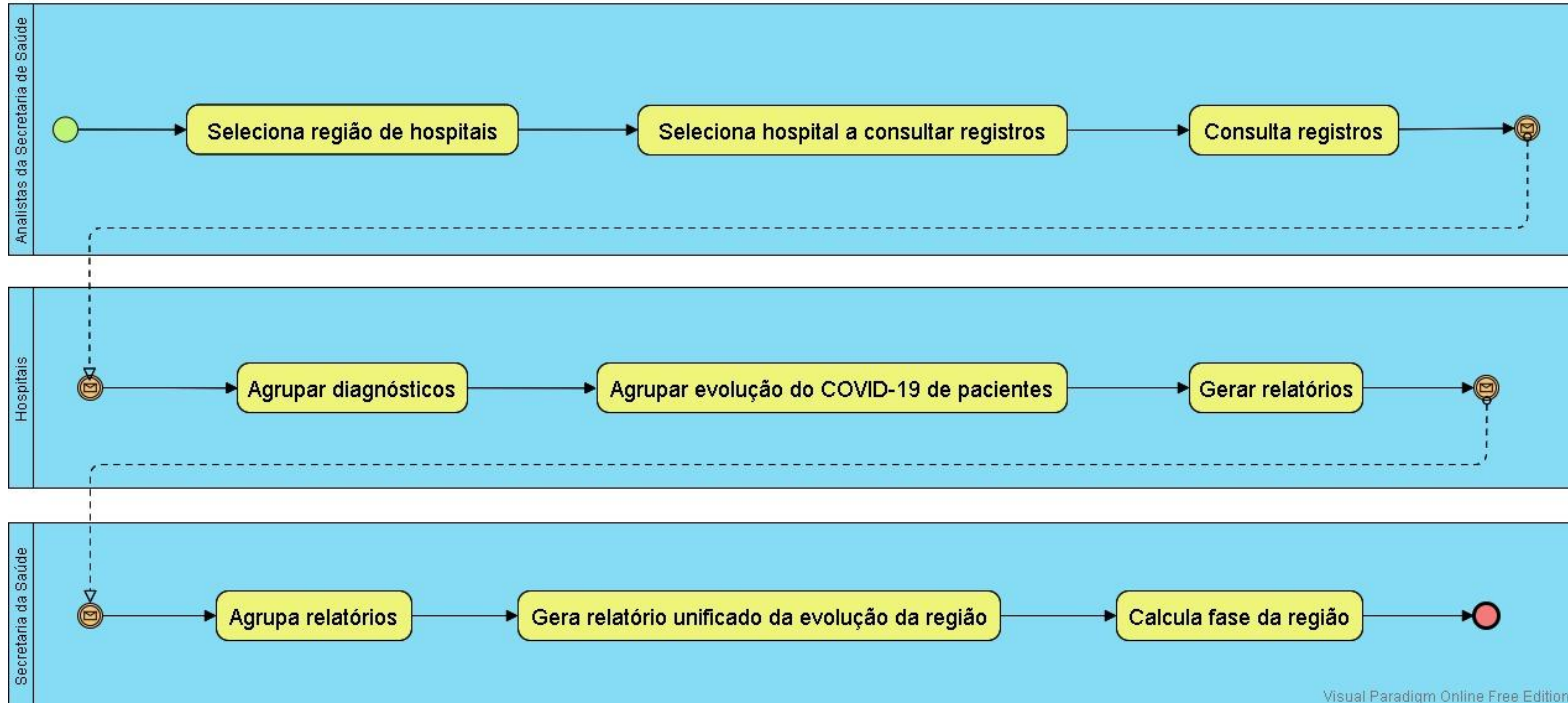 Analistas da Secretaria de Saúde
Seleciona região de hospitais
Seleciona hospital a consultar registros
Consulta registros
Hospitais
Agrupar diagnósticos
Agrupar evolução do COVID-19 de pacientes
Gerar relatórios
Secretaria da Saúde
Agrupa relatórios
Gera relatório unificado da evolução da região
Calcula fase da região
Visual Paradigm Online Free Edition